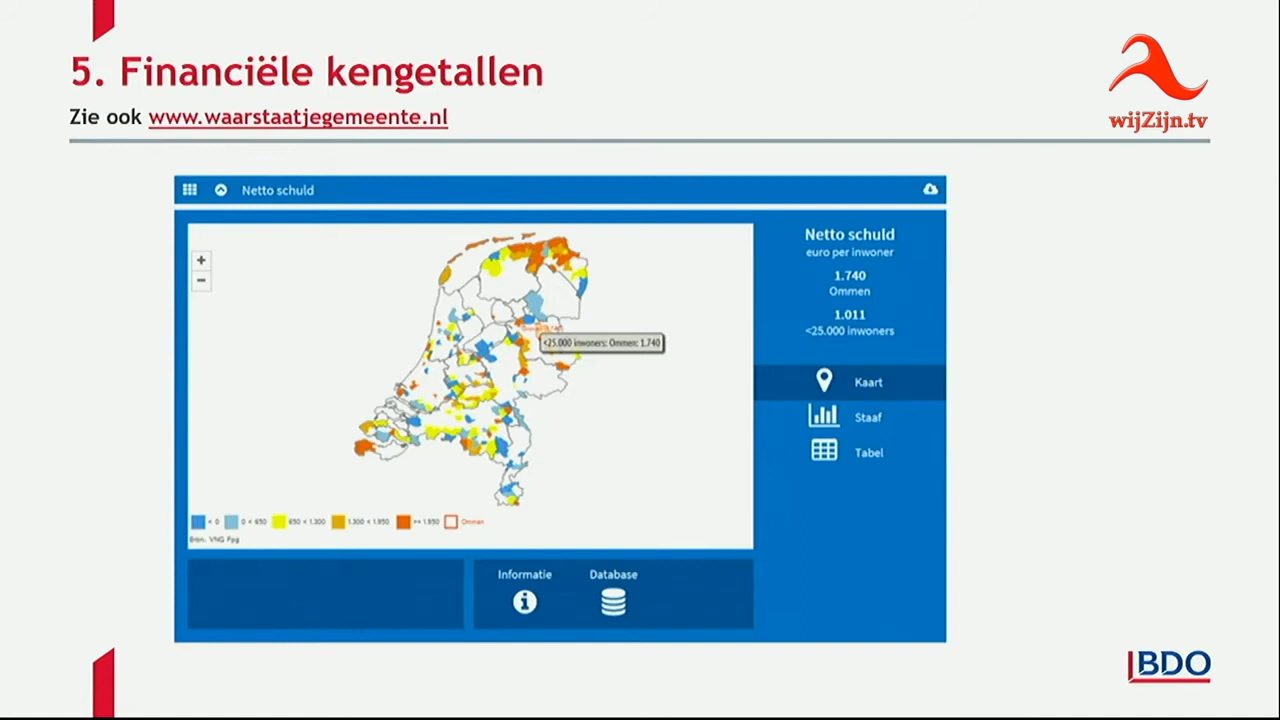 5. Financiële kengetallen
Zie ook www.waarstaatjegemeente.nl
wijZijn.tv
Netto schuld
+
−
<25.000 inwoners: Ommen: 1.740
< 0 0 < 650 650 < 1.300 1.300 < 1.950 >= 1.950 Ommen
Bron: VNG Fpg
Netto schuld
euro per inwoner
1.740
Ommen
1.011
<25.000 inwoners
Kaart
Staaf
Tabel
Informatie Database
BDO